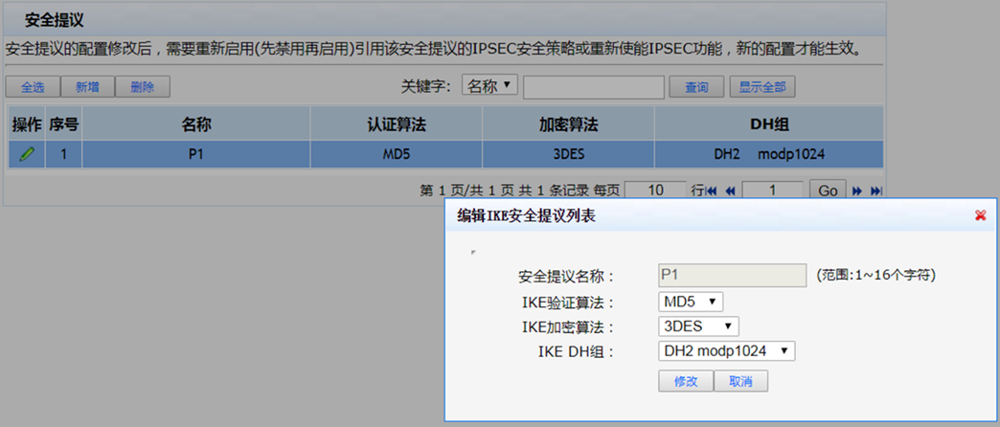 安全提议
安全提议的配置修改后，需要重新启用(先禁用再启用)引用该安全提议的IPSEC安全策略或重新使能IPSEC功能，新的配置才能生效。
全选 新增 删除 关键字： 名称 查询 显示全部
操作 序号 名称 认证算法 加密算法 DH组
1 P1 MD5 3DES DH2 modp1024
第 1 页/共 1 页 共 1 条记录 每页 10 行 1 Go
编辑IKE安全提议列表
安全提议名称： P1 (范围:1~16个字符)
IKE验证算法： MD5
IKE加密算法： 3DES
IKE DH组： DH2 modp1024
修改 取消